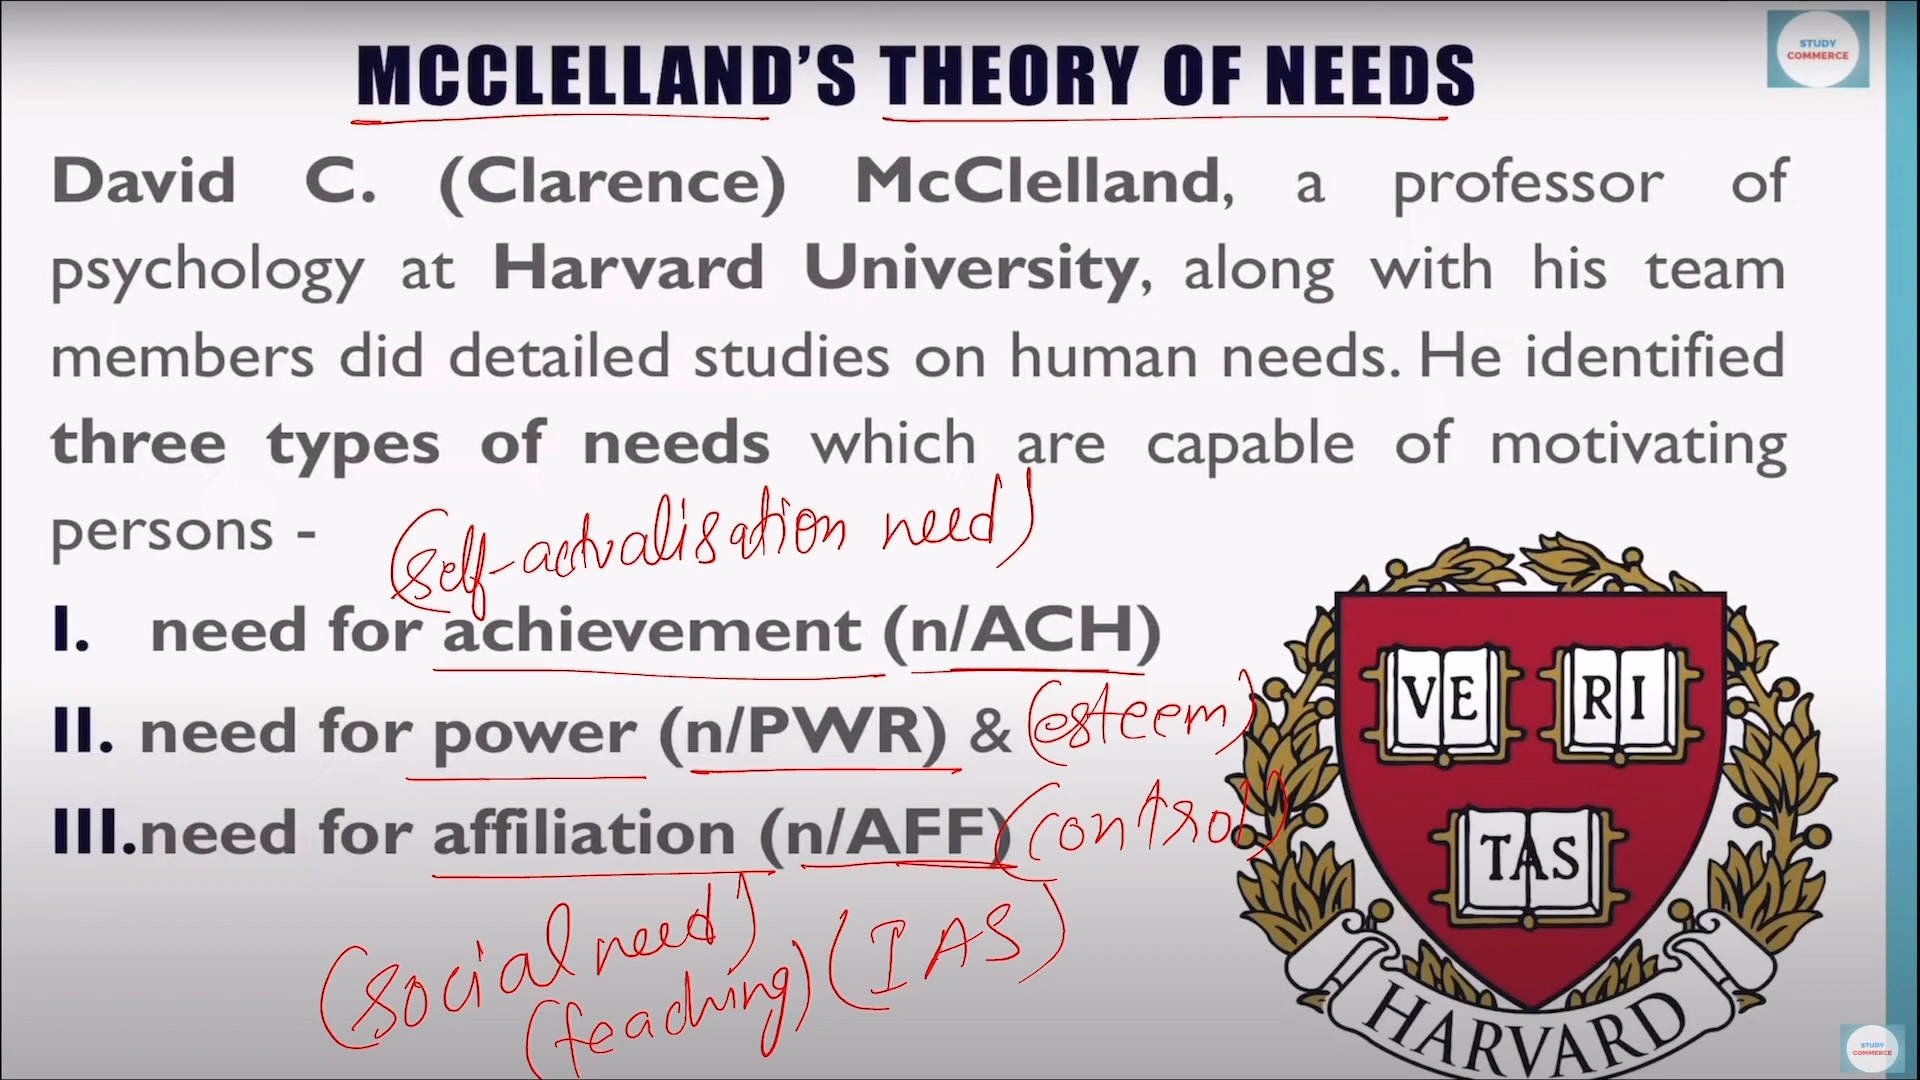 MCCLELLAND'S THEORY OF NEEDS
STUDY
COMMERCE
David C. (Clarence) McClelland, a professor of
psychology at Harvard University, along with his team
members did detailed studies on human needs. He identified
three types of needs which are capable of motivating
persons -
(self-actualisation need)
I. need for achievement (n/ACH)
II. need for power (n/PWR) & (esteem)
III.need for affiliation (n/AFF) (control)
(social need)
(teaching) (IAS)
VE RI
TAS
HARVARD
STUDY
COMMERCE